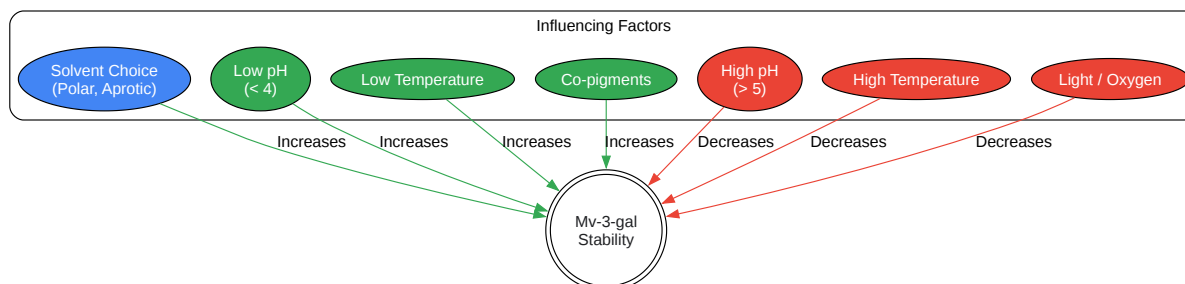 Influencing Factors
Solvent Choice
(Polar, Aprotic)
Low pH
(< 4)
Low Temperature
Co-pigments
High pH
(> 5)
High Temperature
Light / Oxygen
Increases
Increases
Increases
Increases
Decreases
Decreases
Decreases
Mv-3-gal
Stability